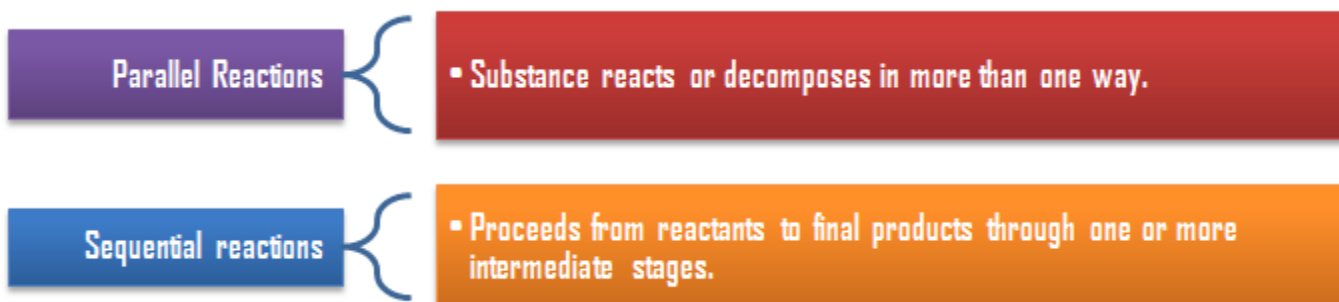 Parallel Reactions
• Substance reacts or decomposes in more than one way.
Sequential reactions
• Proceeds from reactants to final products through one or more
intermediate stages.